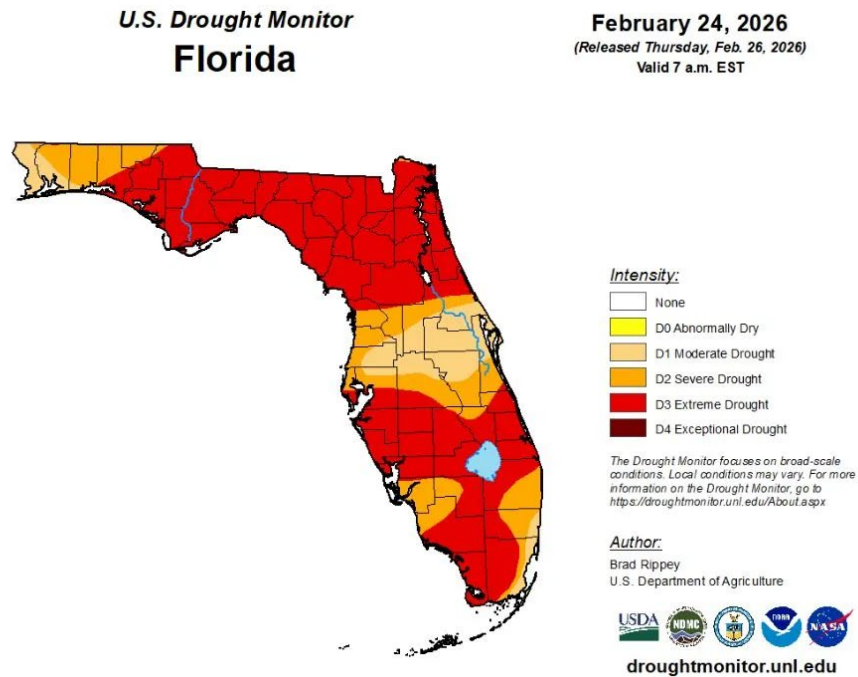 U.S. Drought Monitor
Florida
February 24, 2026
(Released Thursday, Feb. 26, 2026)
Valid 7 a.m. EST
Intensity:
None
D0 Abnormally Dry
D1 Moderate Drought
D2 Severe Drought
D3 Extreme Drought
D4 Exceptional Drought
The Drought Monitor focuses on broad-scale
conditions. Local conditions may vary. For more
information on the Drought Monitor, go to
https://droughtmonitor.unl.edu/About.aspx
Author:
Brad Rippey
U.S. Department of Agriculture
USDA
NDMC
NOAA
NASA
droughtmonitor.unl.edu